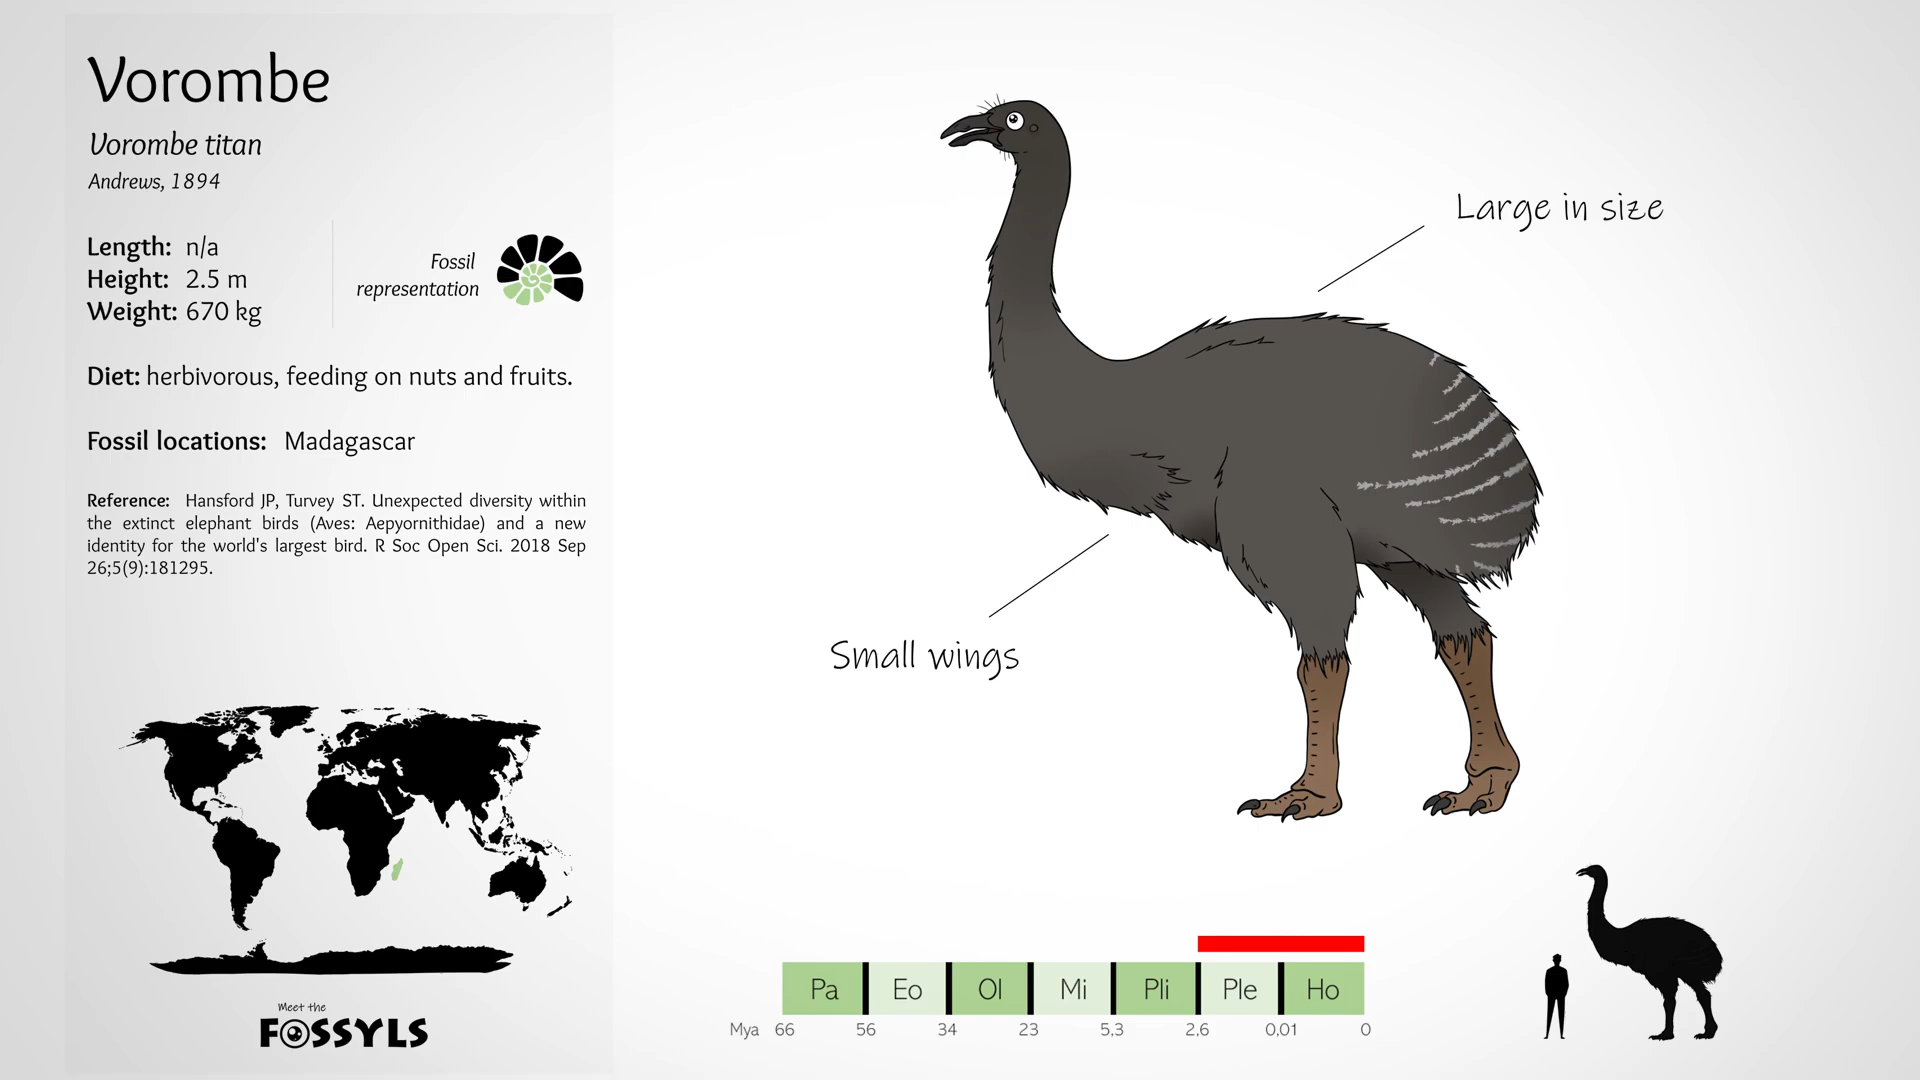 Vorombe
Vorombe titan
Andrews, 1894
Length: n/a
Height: 2.5 m
Weight: 670 kg
Fossil
representation
Diet: herbivorous, feeding on nuts and fruits.
Fossil locations: Madagascar
Reference: Hansford JP, Turvey ST. Unexpected diversity within
the extinct elephant birds (Aves: Aepyornithidae) and a new
identity for the world's largest bird. R Soc Open Sci. 2018 Sep
26;5(9):181295.
Meet the
FOSSYLS
Large in size
Small wings
Pa Eo Ol Mi Pli Ple Ho
Mya 66 56 34 23 5,3 2.6 0,01 0